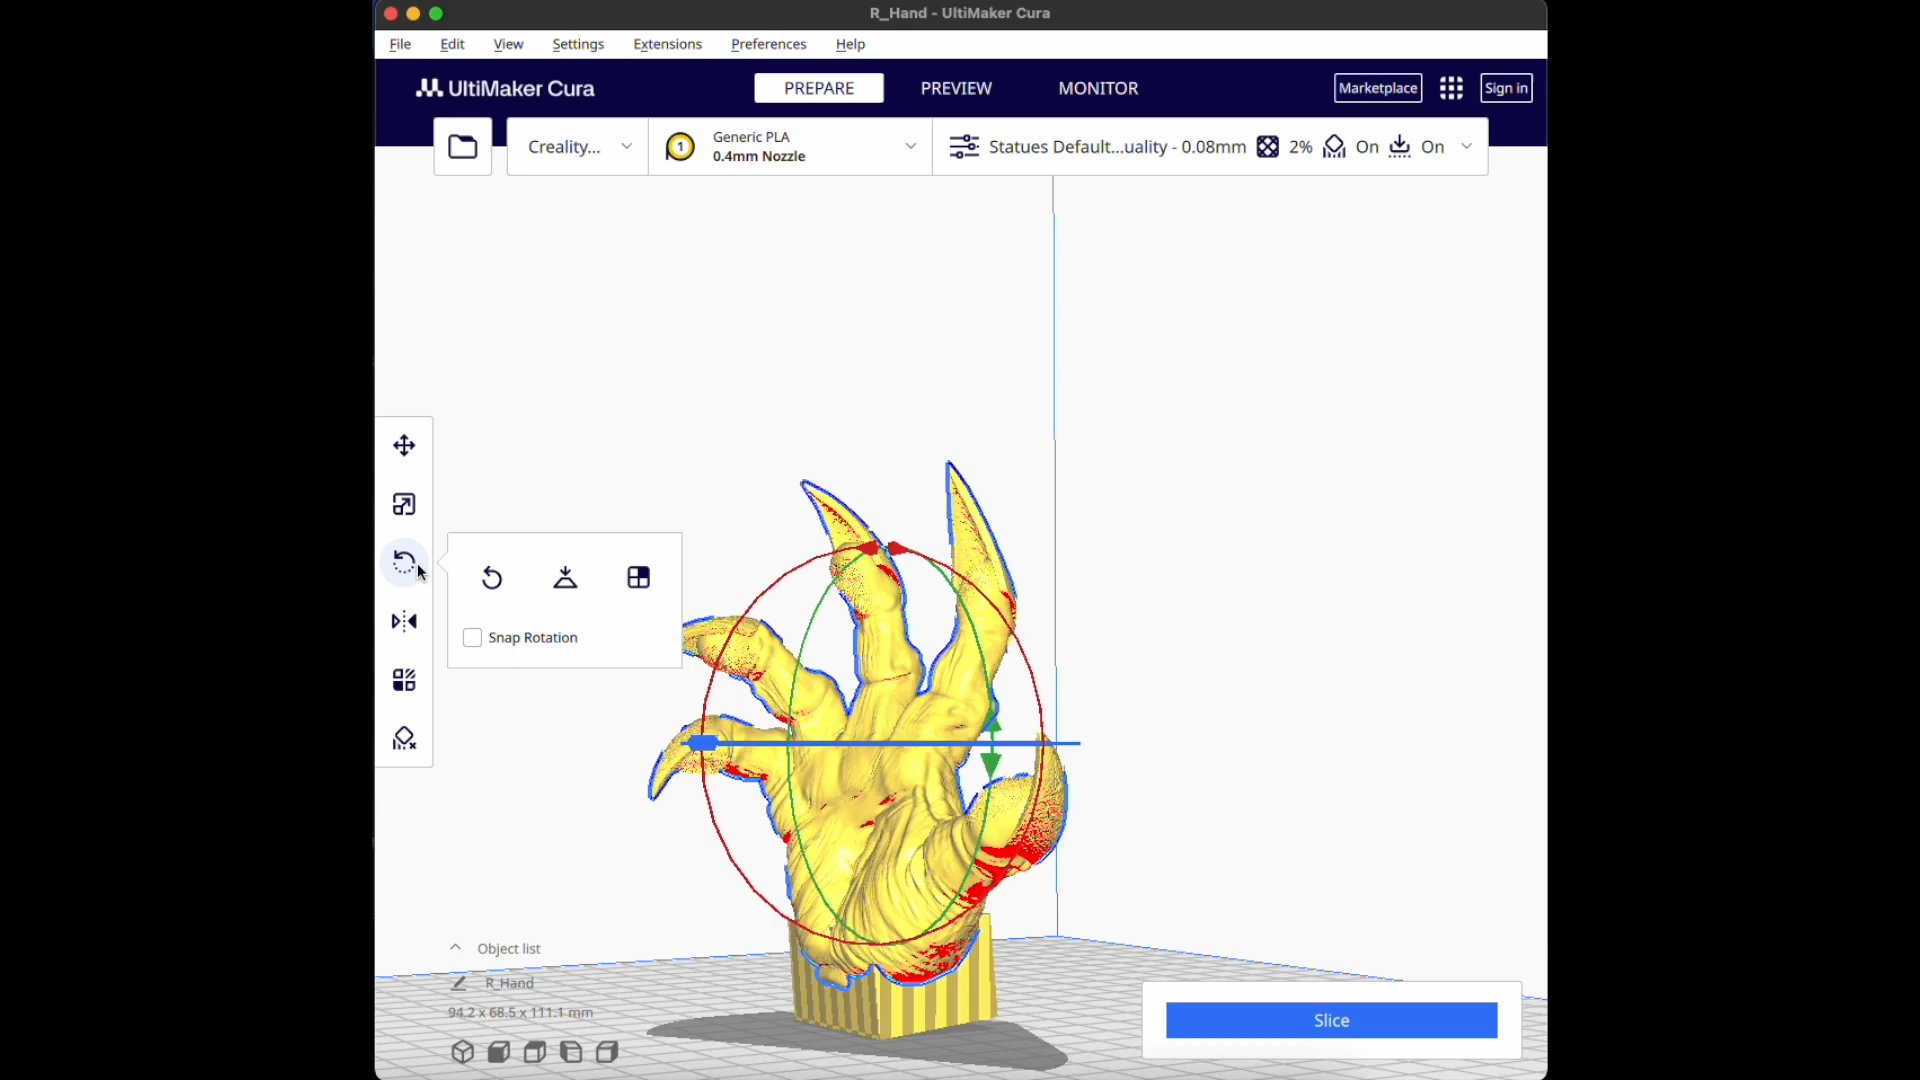 R_Hand - UltiMaker Cura
File Edit View Settings Extensions Preferences Help
UltiMaker Cura PREPARE PREVIEW MONITOR Marketplace Sign in
Creality... 1 Generic PLA
0.4mm Nozzle
Statues Default...uality - 0.08mm 2% On On
Snap Rotation
Object list
R_Hand
94.2 x 68.5 x 111.1 mm
Slice